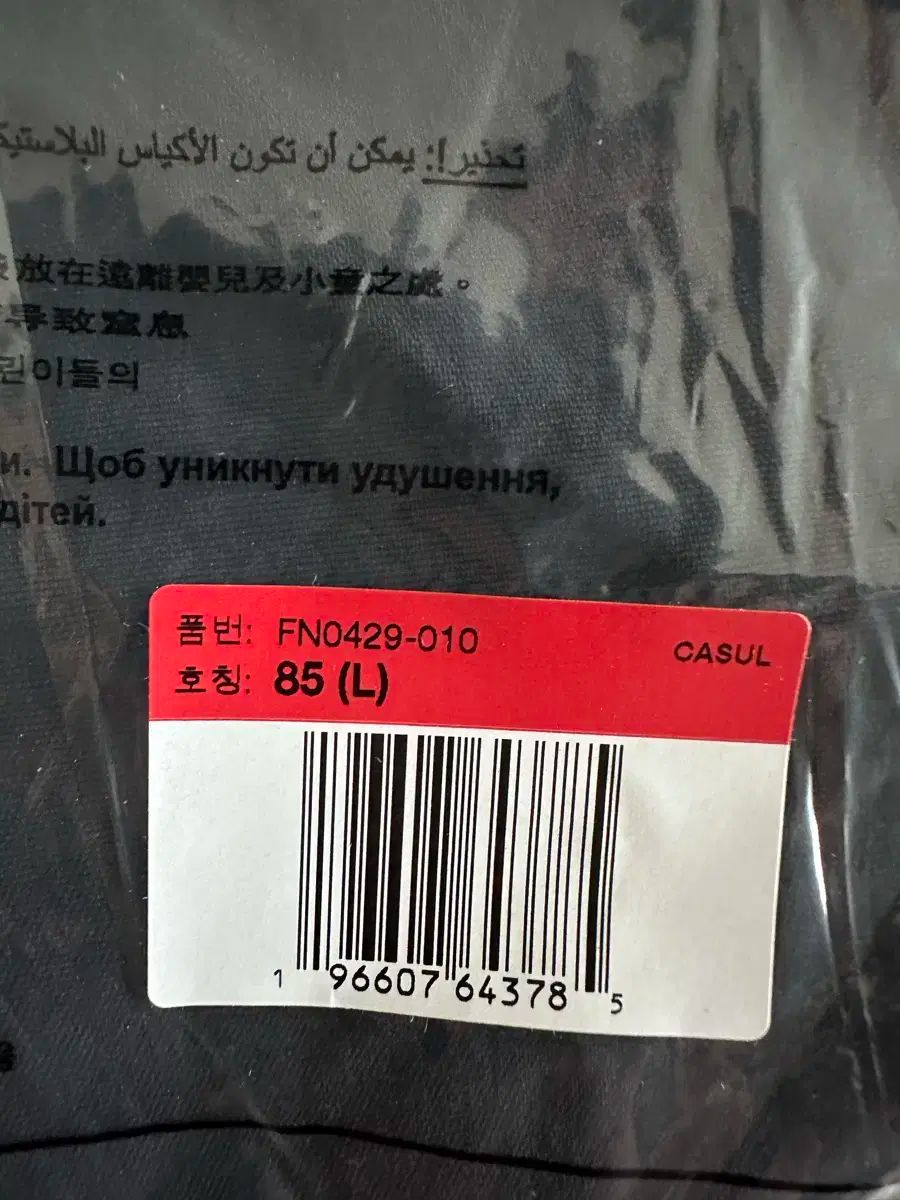 تحذير!: يمكن أن تكون الأكياس
放在遠離嬰兒及小童之處。
導致窒息
린이들의
и. Щоб уникнути удушення,
дітей.
품번: FN0429-010
CASUL
호칭: 85 (L)
1 96607 64378 5